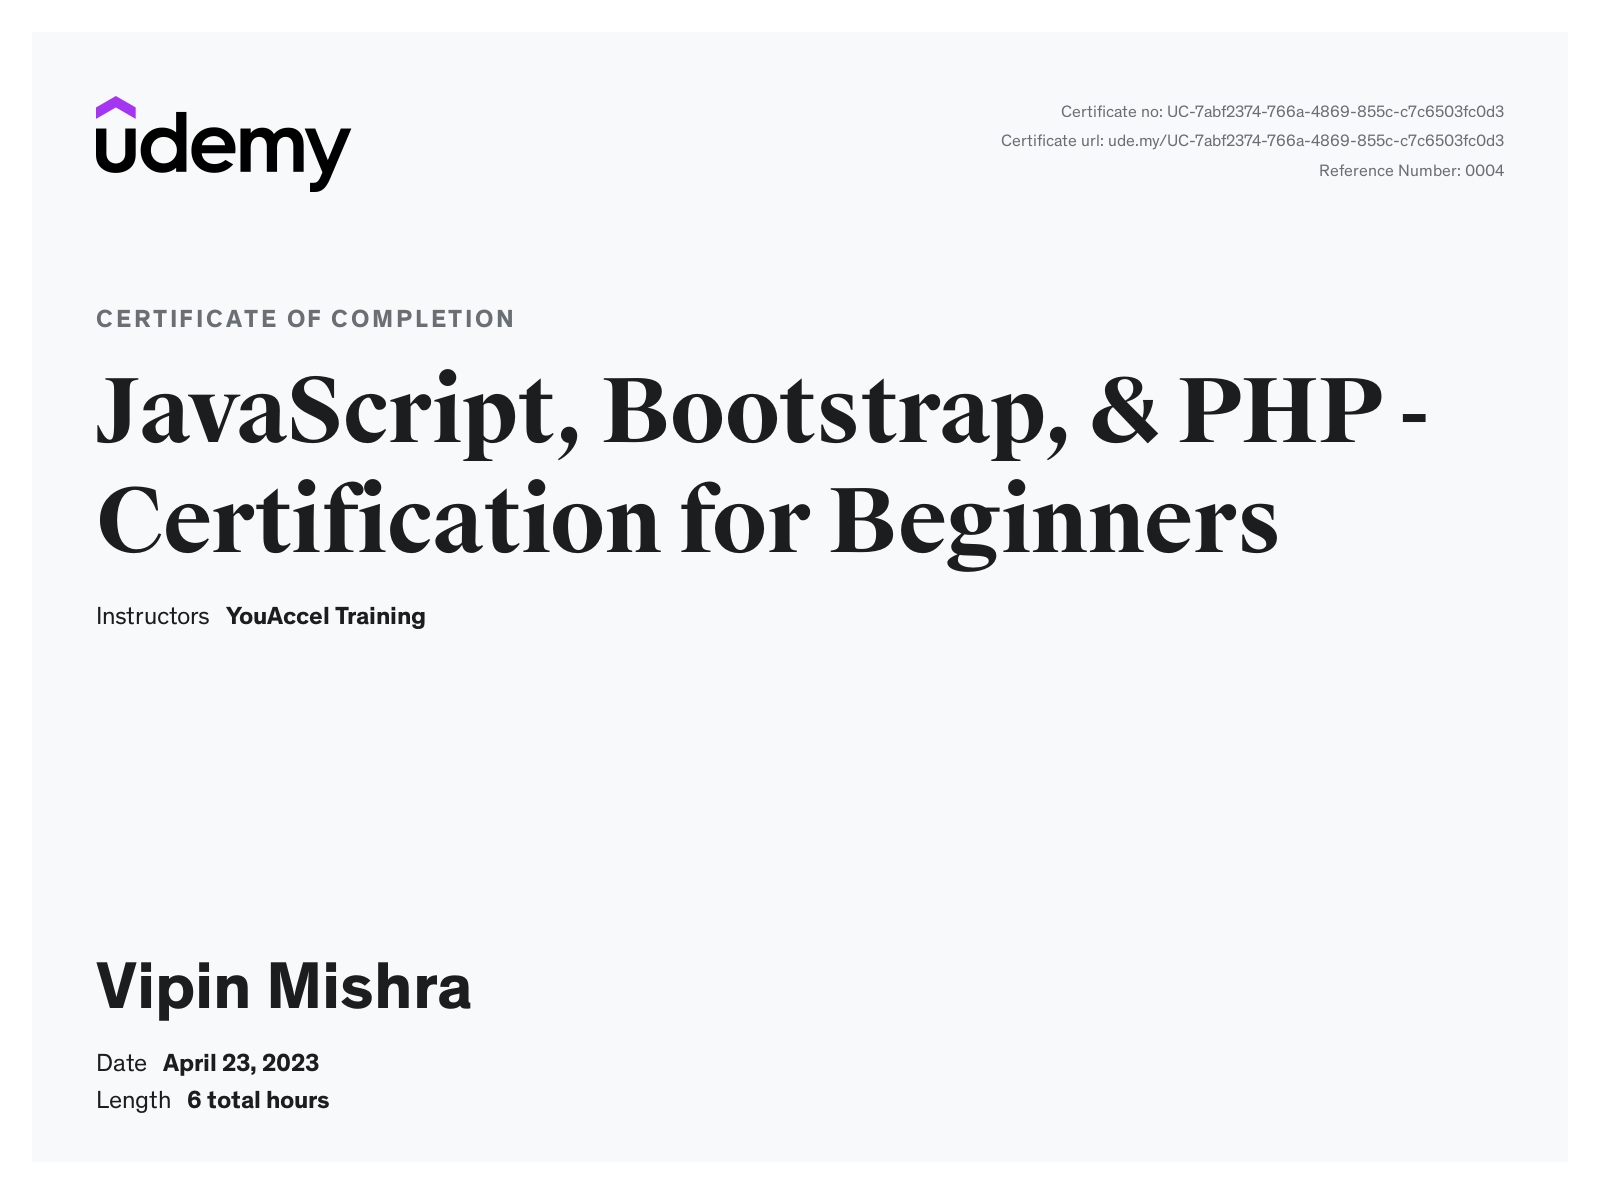 udemy
Certificate no: UC-7abf2374-766a-4869-855c-c7c6503fc0d3
Certificate url: ude.my/UC-7abf2374-766a-4869-855c-c7c6503fc0d3
Reference Number: 0004
CERTIFICATE OF COMPLETION
JavaScript, Bootstrap, & PHP -
Certification for Beginners
Instructors YouAccel Training
Vipin Mishra
Date April 23, 2023
Length 6 total hours